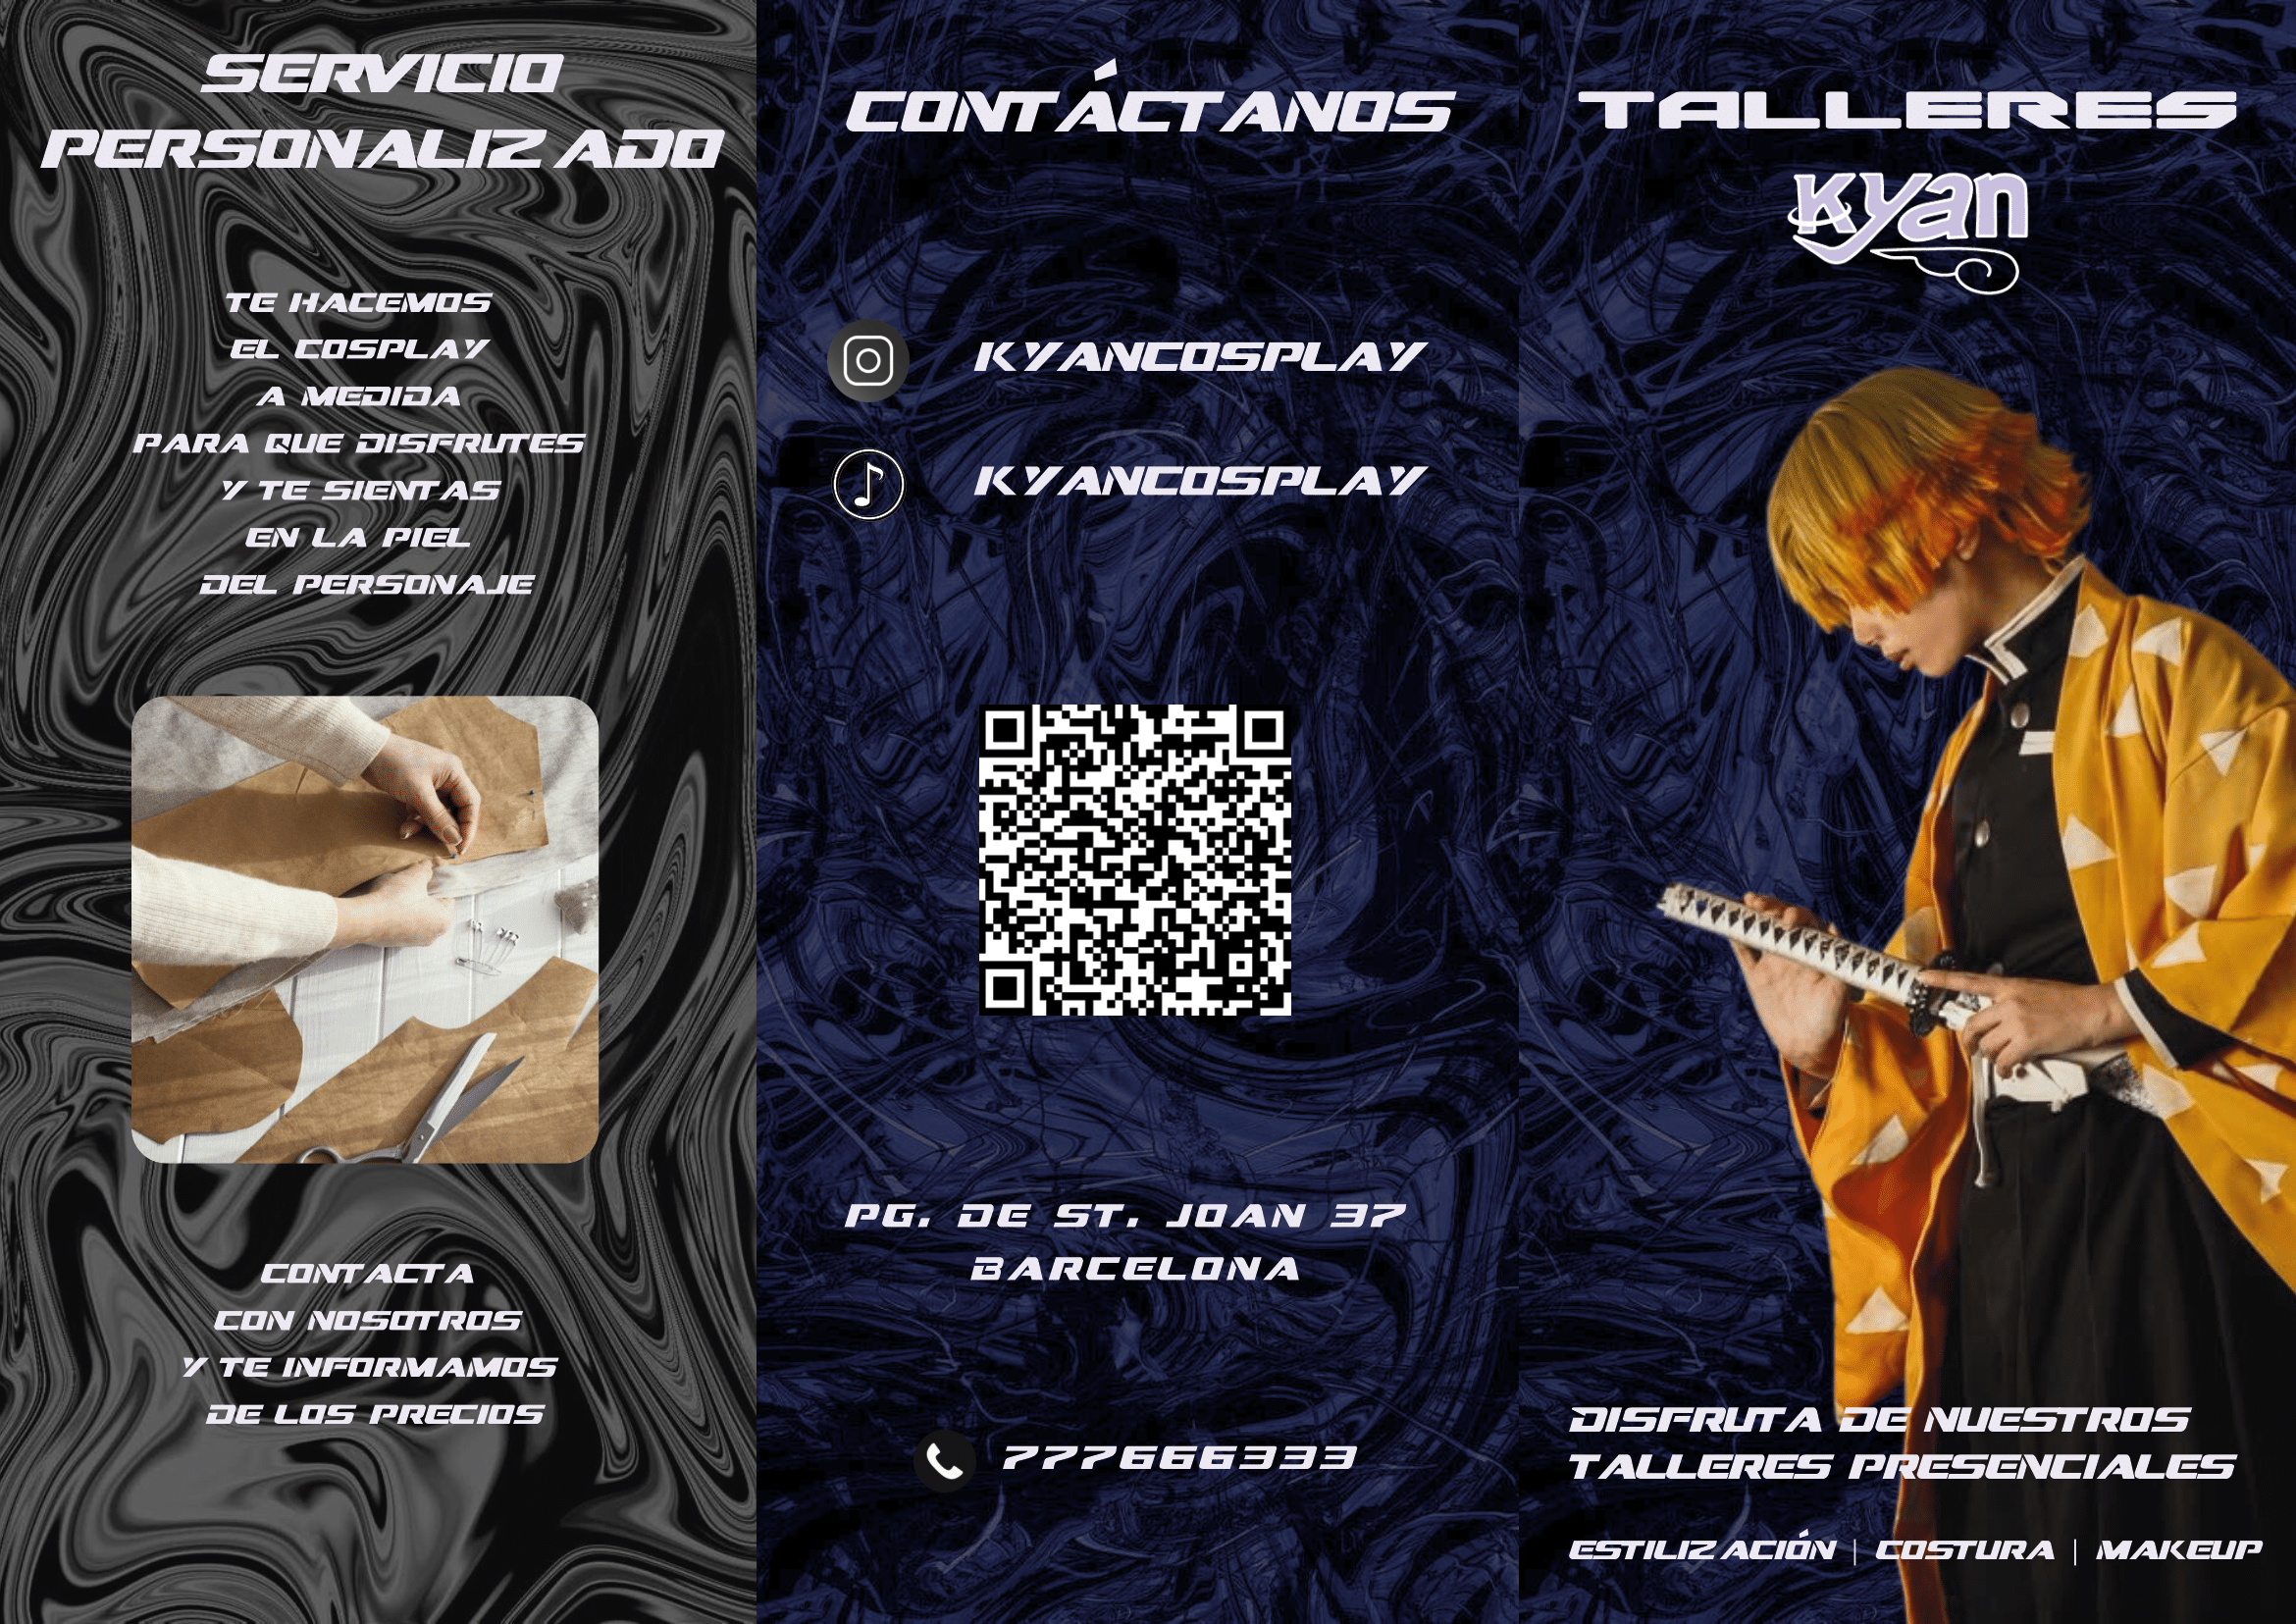 SERVICIO
PERSONALIZADO
TE HACEMOS
EL COSPLAY
A MEDIDA
PARA QUE DISFRUTES
Y TE SIENTAS
EN LA PIEL
DEL PERSONAJE
CONTACTA
CON NOSOTROS
Y TE INFORMAMOS
DE LOS PRECIOS
CONTÁCTANOS
KYANCOSPLAY
KYANCOSPLAY
PG. DE ST. JOAN 37
BARCELONA
777666333
TALLERES
Kyan
DISFRUTA DE NUESTROS
TALLERES PRESENCIALES
ESTILIZACIÓN | COSTURA | MAKEUP